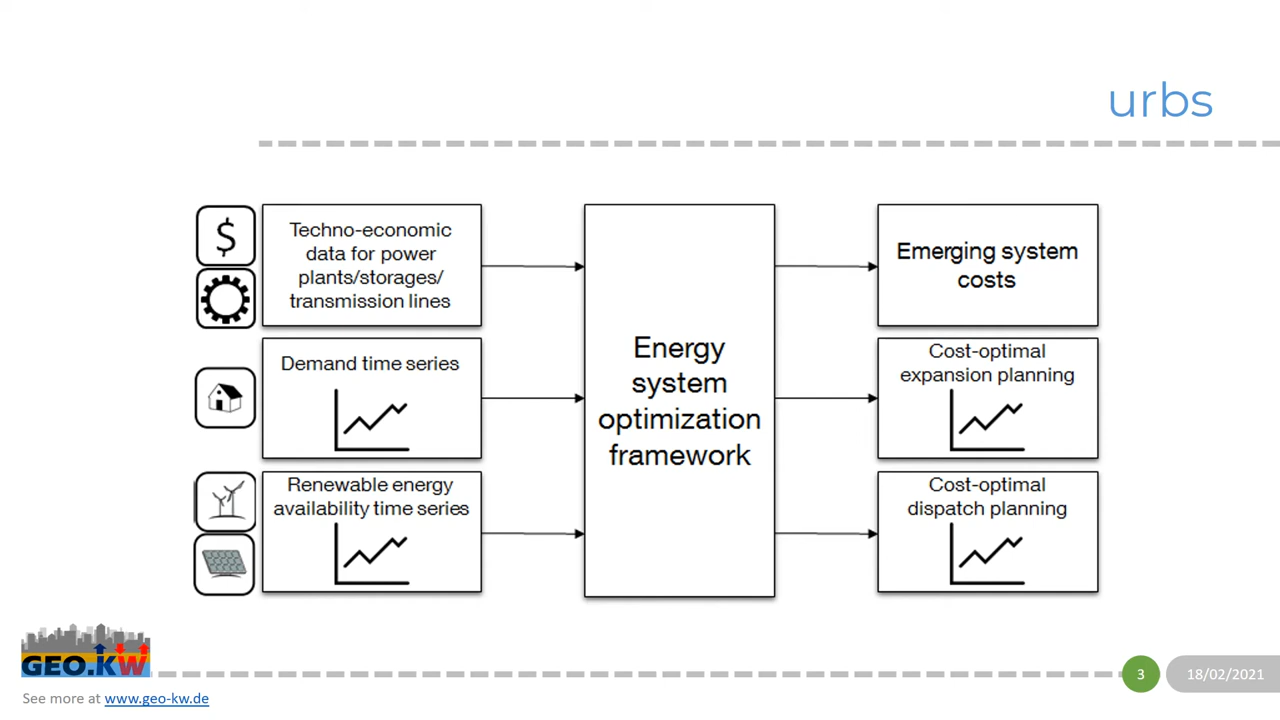 urbs
$
Techno-economic
data for power
plants/storages/
transmission lines
Demand time series
Renewable energy
availability time series
Energy
system
optimization
framework
Emerging system
costs
Cost-optimal
expansion planning
Cost-optimal
dispatch planning
GEO.KW
See more at www.geo-kw.de
3
18/02/2021